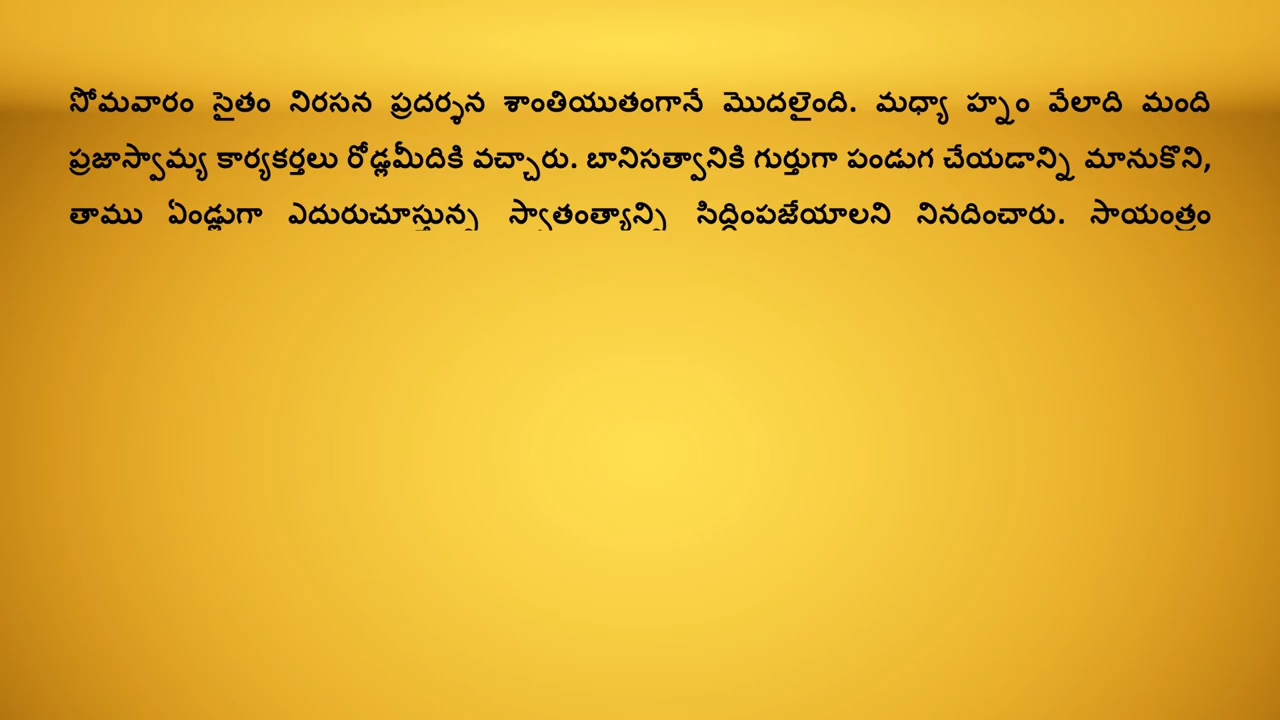 సోమవారం సైతం నిరసన ప్రదర్శన శాంతియుతంగానే మొదలైంది. మధ్యా హ్నం వేలాది మంది
ప్రజాస్వామ్య కార్యకర్తలు రోడ్లమీదికి వచ్చారు. బానిసత్వానికి గుర్తుగా పండుగ చేయడాన్ని మానుకొని,
తాము ఏండ్లుగా ఎదురుచూస్తున్న స్వాతంత్యాన్ని సిద్ధింపజేయాలని నినదించారు. సాయంత్రం